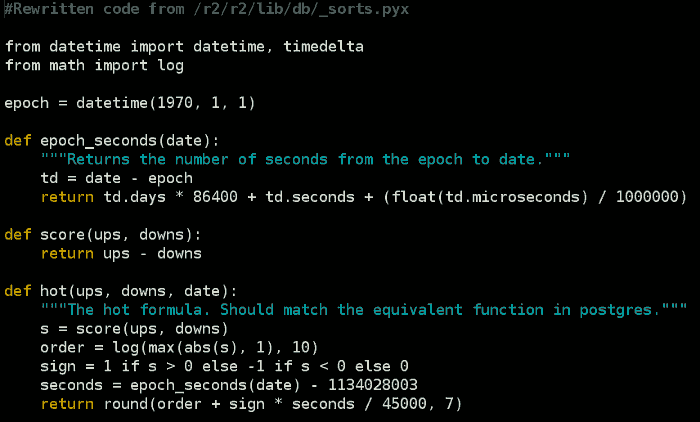 #Rewritten code from /r2/r2/lib/db/_sorts.pyx

from datetime import datetime, timedelta
from math import log

epoch = datetime(1970, 1, 1)

def epoch_seconds(date):
    """Returns the number of seconds from the epoch to date."""
    td = date - epoch
    return td.days * 86400 + td.seconds + (float(td.microseconds) / 1000000)

def score(ups, downs):
    return ups - downs

def hot(ups, downs, date):
    """The hot formula. Should match the equivalent function in postgres."""
    s = score(ups, downs)
    order = log(max(abs(s), 1), 10)
    sign = 1 if s > 0 else -1 if s < 0 else 0
    seconds = epoch_seconds(date) - 1134028003
    return round(order + sign * seconds / 45000, 7)